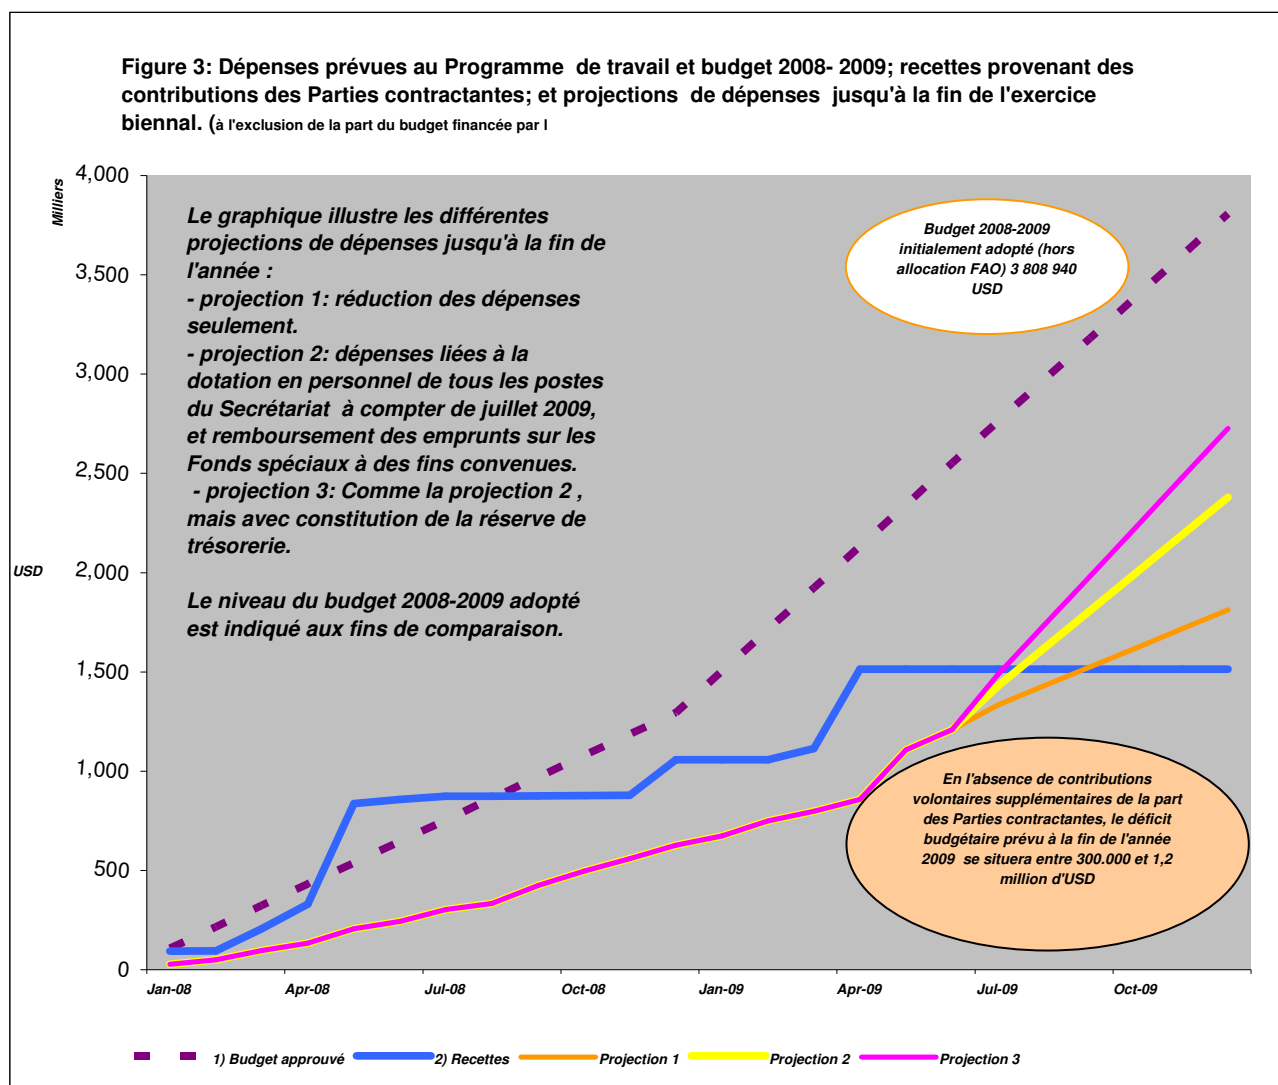 Figure 3: Dépenses prévues au Programme de travail et budget 2008- 2009; recettes provenant des
contributions des Parties contractantes; et projections de dépenses jusqu'à la fin de l'exercice
biennal. (à l'exclusion de la part du budget financée par l
Milliers
4,000
3,500
3,000
2,500
2,000
1,500
1,000
500
0
USD
Le graphique illustre les différentes
projections de dépenses jusqu'à la fin de
l'année :
- projection 1: réduction des dépenses
seulement.
- projection 2: dépenses liées à la
dotation en personnel de tous les postes
du Secrétariat à compter de juillet 2009,
et remboursement des emprunts sur les
Fonds spéciaux à des fins convenues.
- projection 3: Comme la projection 2 ,
mais avec constitution de la réserve de
trésorerie.
Le niveau du budget 2008-2009 adopté
est indiqué aux fins de comparaison.
Budget 2008-2009
initialement adopté (hors
allocation FAO) 3 808 940
USD
En l'absence de contributions
volontaires supplémentaires de la part
des Parties contractantes, le déficit
budgétaire prévu à la fin de l'année
2009 se situera entre 300.000 et 1,2
million d'USD
Jan-08
Apr-08
Jul-08
Oct-08
Jan-09
Apr-09
Jul-09
Oct-09
1) Budget approuvé
2) Recettes
Projection 1
Projection 2
Projection 3